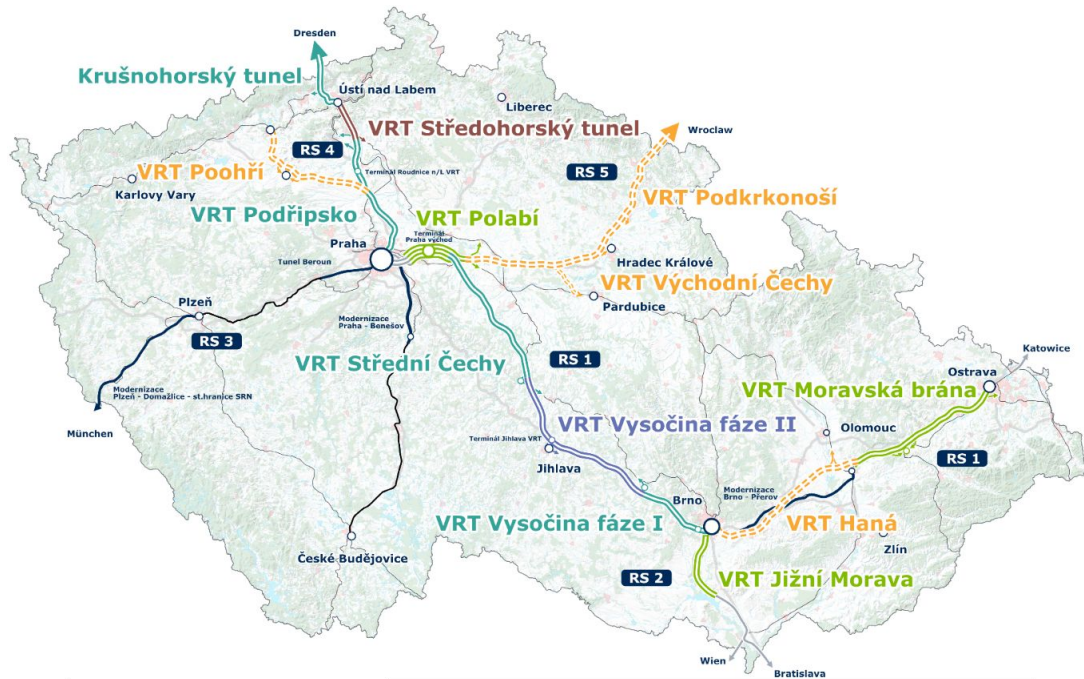 Dresden
Krušnohorský tunel
Ústí nad Labem
Liberec
VRT Středohorský tunel
Wroclaw
RS 4
RS 5
VRT Poohří
Terminál Roudnice n/L VRT
Karlovy Vary
VRT Podkrkonoší
VRT Podřipsko
VRT Polabí
Terminál
Praha východ
Praha
Hradec Králové
Tunel Beroun
VRT Východní Čechy
Pardubice
Plzeň
Modernizace
Praha - Benešov
RS 3
VRT Střední Čechy
RS 1
Katowice
Ostrava
VRT Moravská brána
Modernizace
Plzeň - Domažlice - st.hranice SRN
München
VRT Vysočina fáze II
Olomouc
Terminál Jihlava VRT
Jihlava
RS 1
Modernizace
Brno - Přerov
Brno
VRT Vysočina fáze I
VRT Haná
České Budějovice
Zlín
RS 2
VRT Jižní Morava
Wien
Bratislava